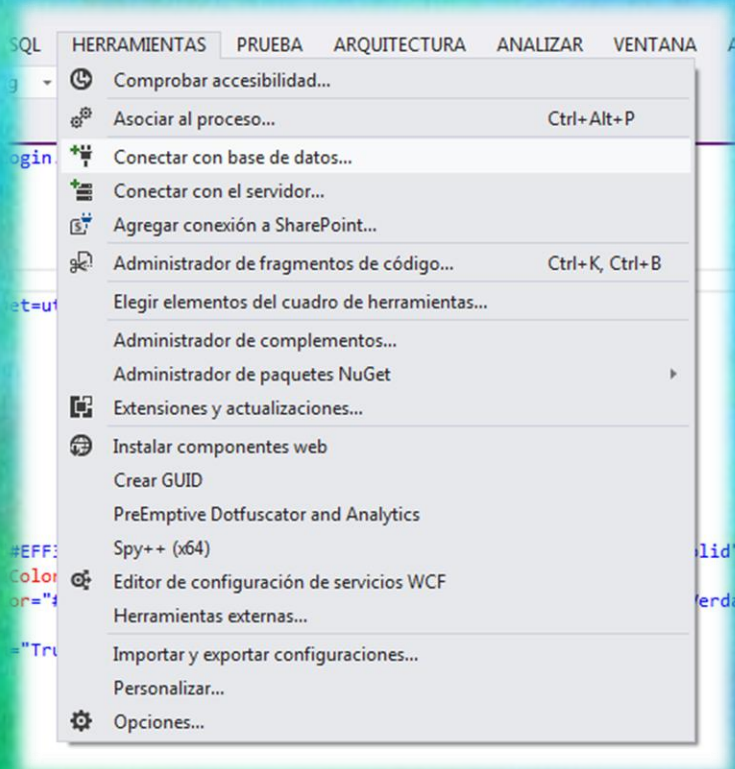 SQL HERRAMIENTAS PRUEBA ARQUITECTURA ANALIZAR VENTANA
Comprobar accesibilidad...
Asociar al proceso... Ctrl+Alt+P
Conectar con base de datos...
Conectar con el servidor...
Agregar conexión a SharePoint...
Administrador de fragmentos de código... Ctrl+K, Ctrl+B
Elegir elementos del cuadro de herramientas...
Administrador de complementos...
Administrador de paquetes NuGet
Extensiones y actualizaciones...
Instalar componentes web
Crear GUID
PreEmptive Dotfuscator and Analytics
Spy++ (x64)
Editor de configuración de servicios WCF
Herramientas externas...
Importar y exportar configuraciones...
Personalizar...
Opciones...